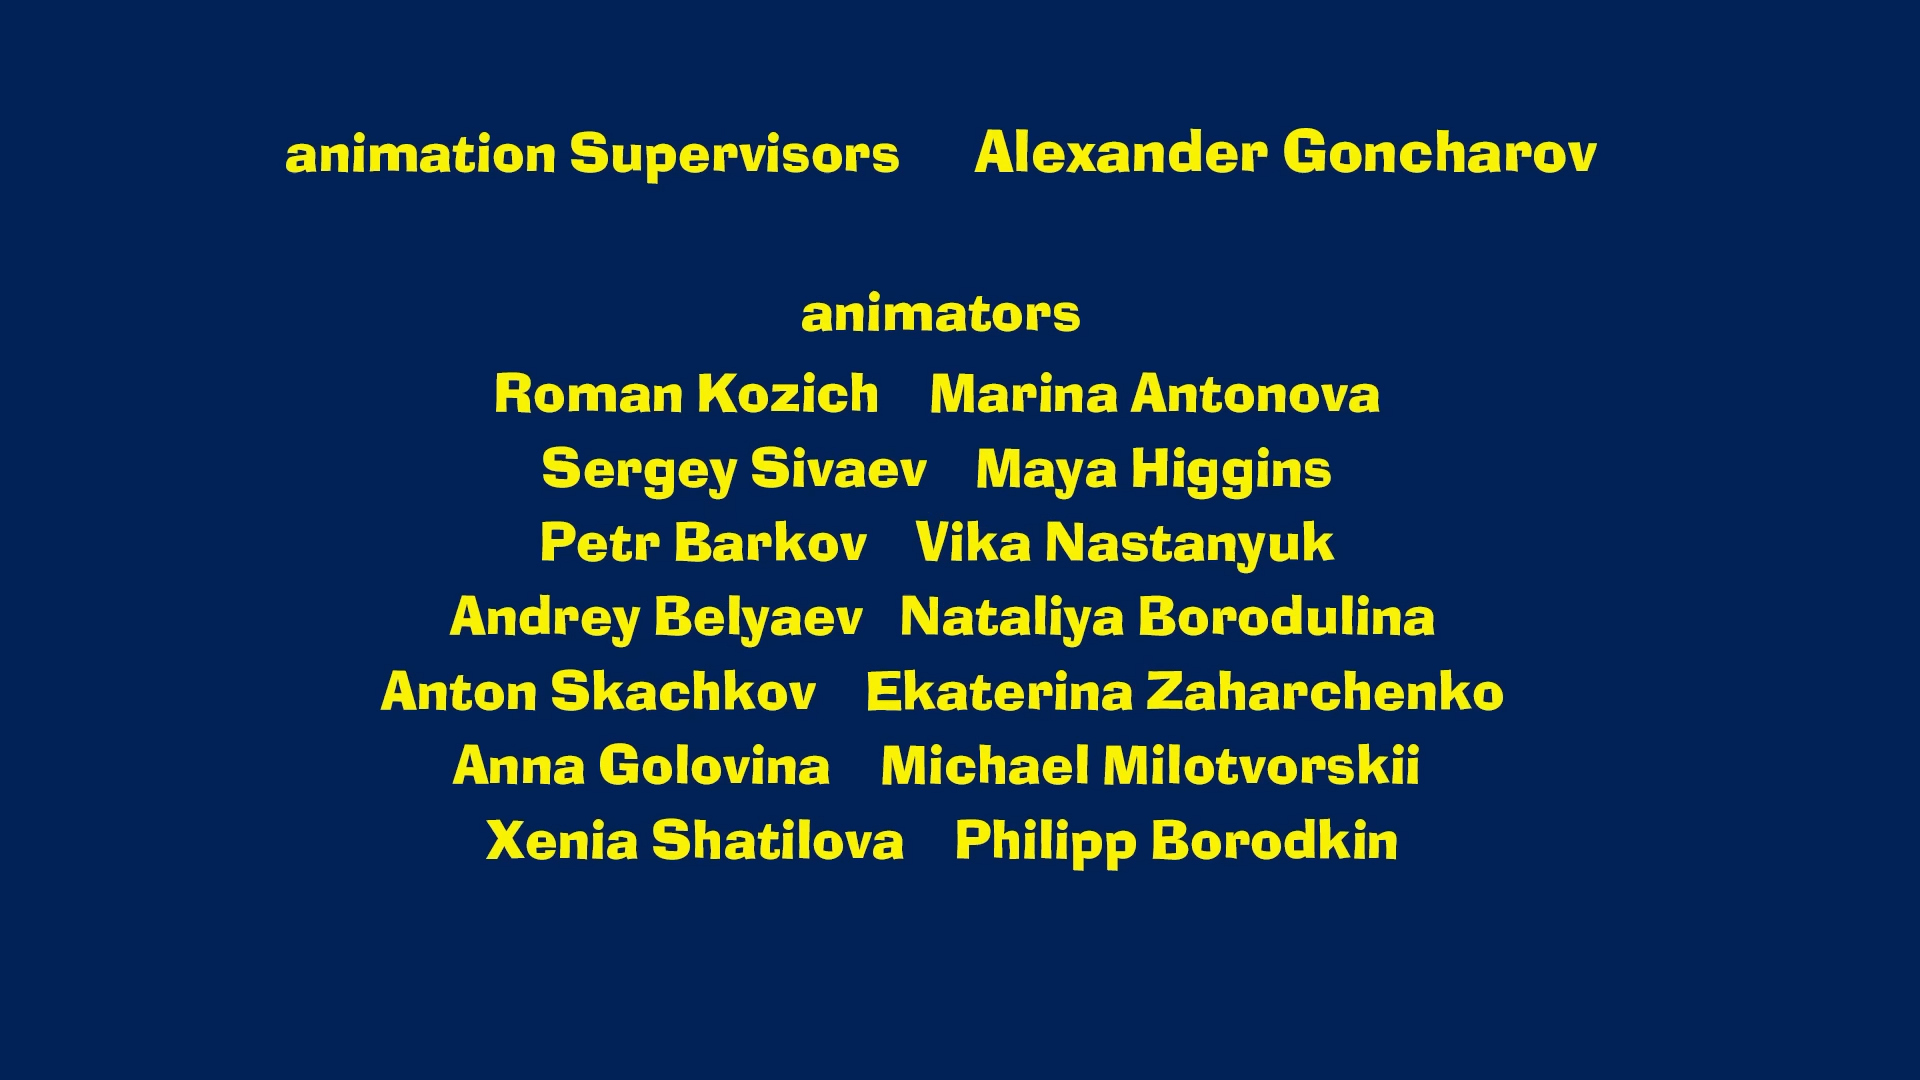 animation Supervisors Alexander Goncharov
animators
Roman Kozich Marina Antonova
Sergey Sivaev Maya Higgins
Petr Barkov Vika Nastanyuk
Andrey Belyaev Nataliya Borodulina
Anton Skachkov Ekaterina Zaharchenko
Anna Golovina Michael Milotvorskii
Xenia Shatilova Philipp Borodkin